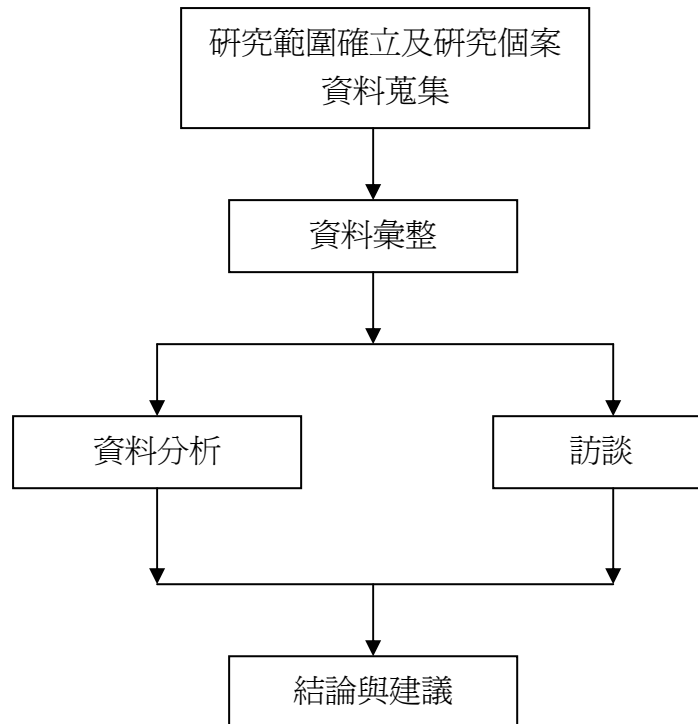 研究範圍確立及研究個案
資料蒐集
資料彙整
資料分析
訪談
結論與建議